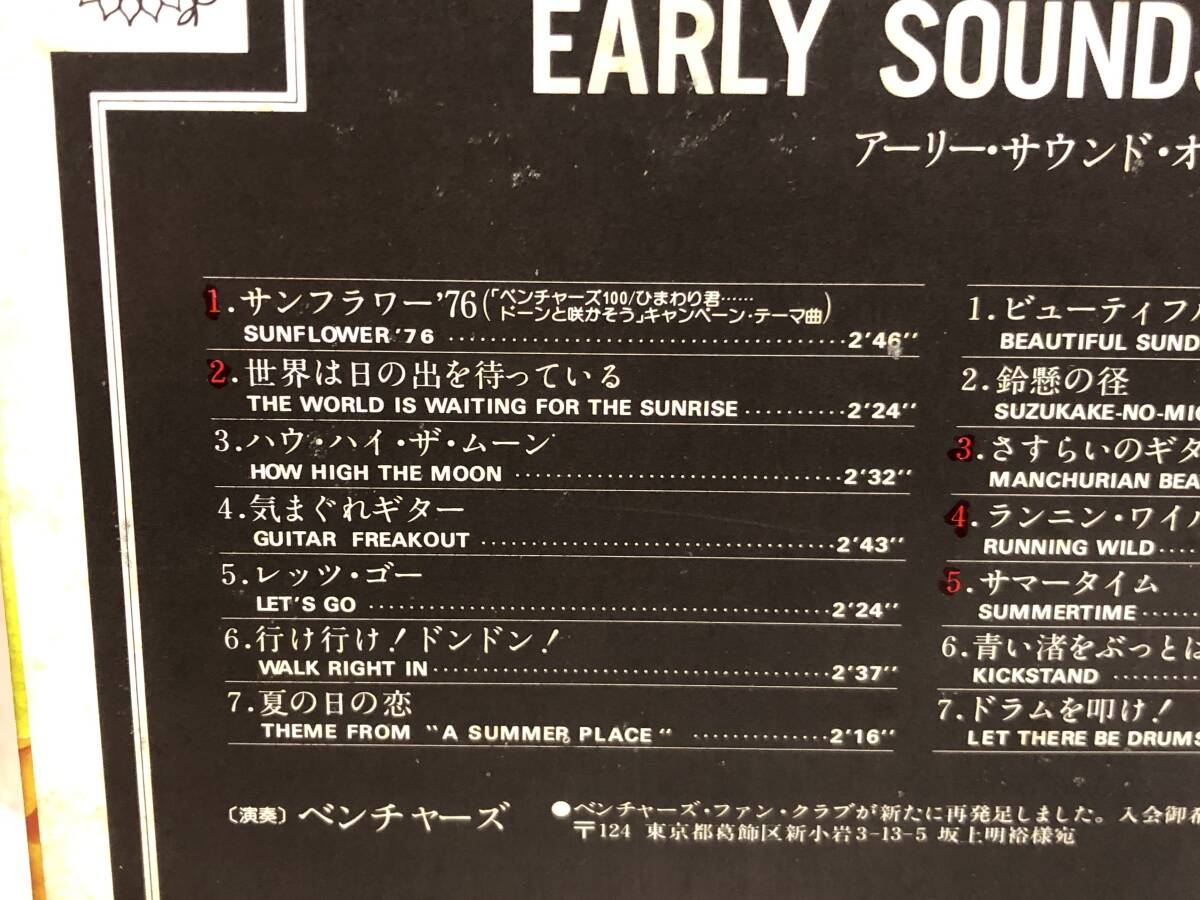 EARLY SOUNDS
アーリー・サウンド・オ
1.サンフラワー'76(「ベンチャーズ100/ひまわり君……
ドーンと咲かそう」キャンペーン・テーマ曲)
SUNFLOWER '76 2'46''
2.世界は日の出を待っている
THE WORLD IS WAITING FOR THE SUNRISE 2'24''
3.ハウ・ハイ・ザ・ムーン
HOW HIGH THE MOON 2'32''
4.気まぐれギター
GUITAR FREAKOUT 2'43''
5.レッツ・ゴー
LET'S GO 2'24''
6.行け行け!ドンドン!
WALK RIGHT IN 2'37''
7.夏の日の恋
THEME FROM "A SUMMER PLACE" 2'16''
1.ビューティフル
BEAUTIFUL SUND
2.鈴懸の径
SUZUKAKE-NO-MIC
3.さすらいのギタ
MANCHURIAN BEA
4.ランニン・ワイル
RUNNING WILD
5.サマータイム
SUMMERTIME
6.青い渚をぶっとば
KICKSTAND
7.ドラムを叩け!
LET THERE BE DRUMS
〔演奏〕ベンチャーズ
●ベンチャーズ・ファン・クラブが新たに再発足しました。入会御希
〒124 東京都葛飾区新小岩3-13-5 坂上明裕様宛